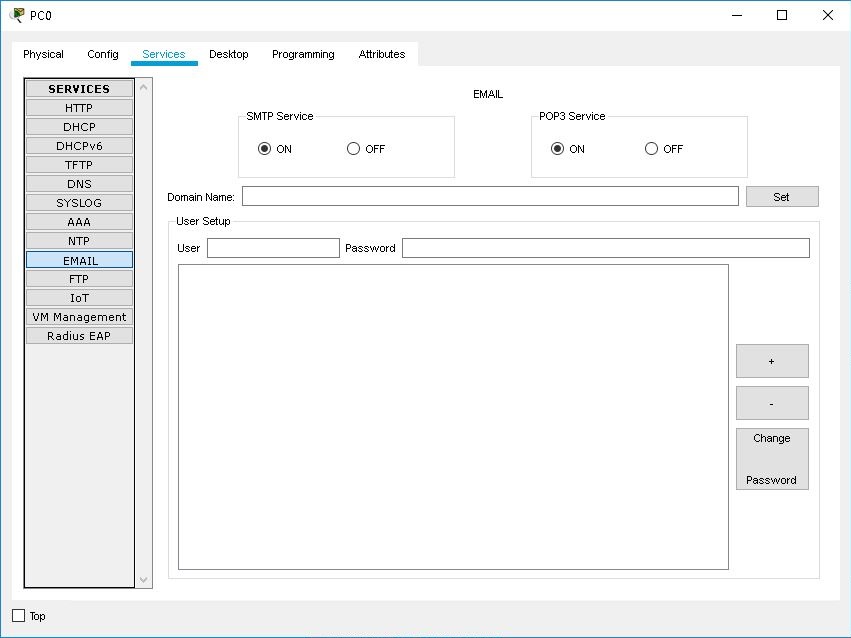 PC0
Physical Config Services Desktop Programming Attributes
SERVICES
HTTP
DHCP
DHCPv6
TFTP
DNS
SYSLOG
AAA
NTP
EMAIL
FTP
IoT
VM Management
Radius EAP
EMAIL
SMTP Service
ON OFF
POP3 Service
ON OFF
Domain Name: Set
User Setup
User Password
+
-
Change
Password
Top